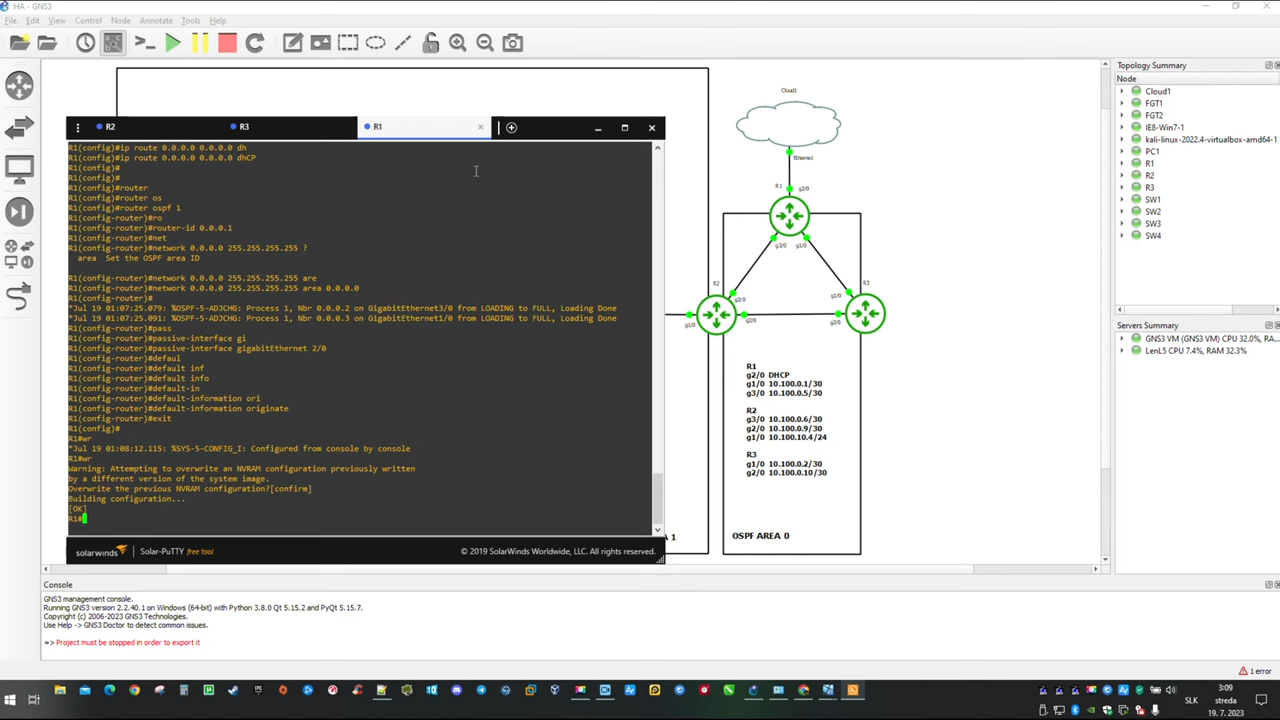 HA - GNS3
File Edit View Control Node Annotate Tools Help
R2
R3
R1
R1(config)#ip route 0.0.0.0 0.0.0.0 dh
R1(config)#ip route 0.0.0.0 0.0.0.0 dhCP
R1(config)#
R1(config)#
R1(config)#router
R1(config)#router os
R1(config)#router ospf 1
R1(config-router)#ro
R1(config-router)#router-id 0.0.0.1
R1(config-router)#net
R1(config-router)#network 0.0.0.0 255.255.255.255 ?
area Set the OSPF area ID
R1(config-router)#network 0.0.0.0 255.255.255.255 are
R1(config-router)#network 0.0.0.0 255.255.255.255 area 0.0.0.0
R1(config-router)#
*Jul 19 01:07:25.079: %OSPF-5-ADJCHG: Process 1, Nbr 0.0.0.2 on GigabitEthernet3/0 from LOADING to FULL, Loading Done
*Jul 19 01:07:25.091: %OSPF-5-ADJCHG: Process 1, Nbr 0.0.0.3 on GigabitEthernet1/0 from LOADING to FULL, Loading Done
R1(config-router)#pass
R1(config-router)#passive-interface gi
R1(config-router)#passive-interface gigabitEthernet 2/0
R1(config-router)#defaul
R1(config-router)#default inf
R1(config-router)#default info
R1(config-router)#default-in
R1(config-router)#default-information ori
R1(config-router)#default-information originate
R1(config-router)#exit
R1(config)#
R1#wr
*Jul 19 01:08:12.115: %SYS-5-CONFIG_I: Configured from console by console
R1#wr
Warning: Attempting to overwrite an NVRAM configuration previously written
by a different version of the system image.
Overwrite the previous NVRAM configuration?[confirm]
Building configuration...
[OK]
R1#
solarwinds Solar-PuTTY free tool
© 2019 SolarWinds Worldwide, LLC. All rights reserved.
Cloud1
Ethernet
R1 g2/0
g3/0 g1/0
R2
R3
g3/0
g1/0
g1/0
g2/0
g2/0
R1
g2/0 DHCP
g1/0 10.100.0.1/30
g3/0 10.100.0.5/30
R2
g3/0 10.100.0.6/30
g2/0 10.100.0.9/30
g1/0 10.100.10.4/24
R3
g1/0 10.100.0.2/30
g2/0 10.100.0.10/30
A 1
OSPF AREA 0
Topology Summary
Node
Cloud1
FGT1
FGT2
IE8-Win7-1
kali-linux-2022.4-virtualbox-amd64-1
PC1
R1
R2
R3
SW1
SW2
SW3
SW4
Servers Summary
GNS3 VM (GNS3 VM) CPU 32.0%, RA
LenL5 CPU 7.4%, RAM 32.3%
Console
GNS3 management console.
Running GNS3 version 2.2.40.1 on Windows (64-bit) with Python 3.8.0 Qt 5.15.2 and PyQt 5.15.7.
Copyright (c) 2006-2023 GNS3 Technologies.
Use Help -> GNS3 Doctor to detect common issues.
=> Project must be stopped in order to export it
1 error
SLK
3:09
streda
19. 7. 2023